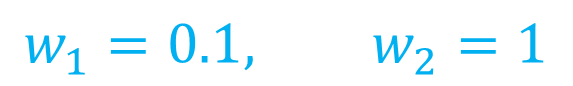 w₁ = 0.1, w₂ = 1